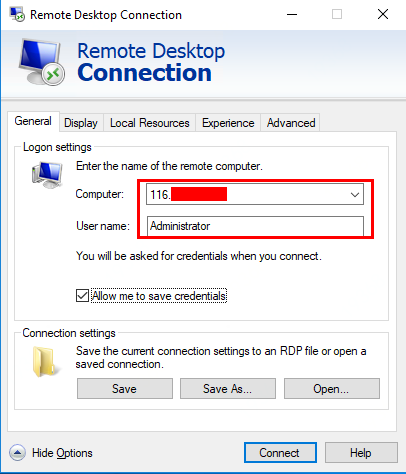 Remote Desktop Connection
Remote Desktop
Connection
General Display Local Resources Experience Advanced
Logon settings
Enter the name of the remote computer.
Computer: 116.
User name: Administrator
You will be asked for credentials when you connect.
Allow me to save credentials
Connection settings
Save the current connection settings to an RDP file or open a
saved connection.
Save Save As... Open...
Hide Options Connect Help